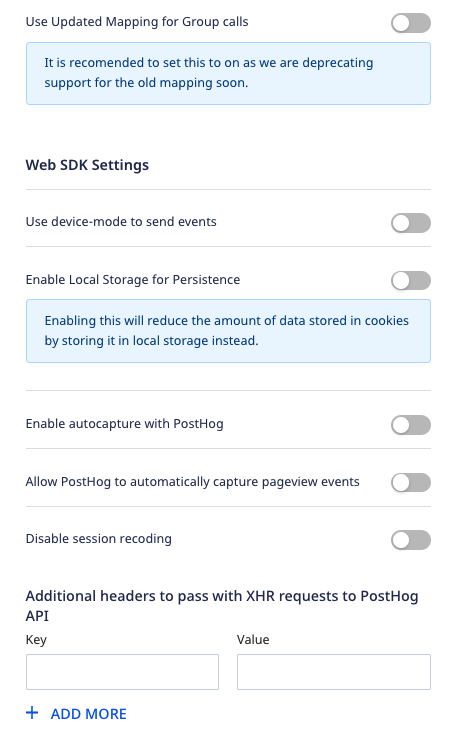 Use Updated Mapping for Group calls
It is recomended to set this to on as we are deprecating
support for the old mapping soon.
Web SDK Settings
Use device-mode to send events
Enable Local Storage for Persistence
Enabling this will reduce the amount of data stored in cookies
by storing it in local storage instead.
Enable autocapture with PostHog
Allow PostHog to automatically capture pageview events
Disable session recoding
Additional headers to pass with XHR requests to PostHog
API
Key Value
+ ADD MORE